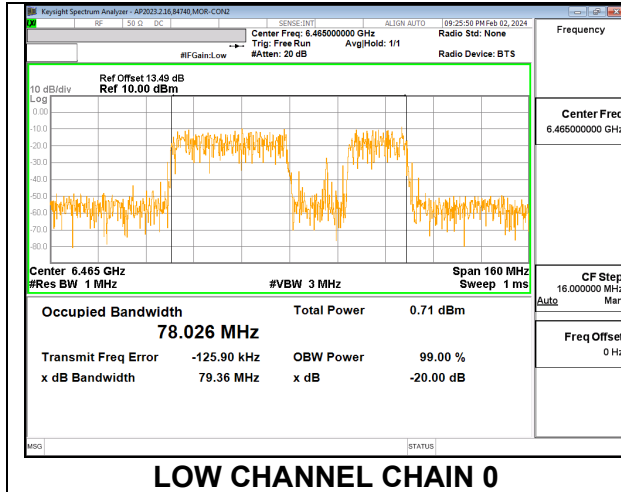 Keysight Spectrum Analyzer - AP2023.2.16,84740,MOR-CON2
RF 50 Ω DC SENSE:INT ALIGN AUTO 09:25:50 PM Feb 02, 2024
Center Freq: 6.465000000 GHz Radio Std: None
Trig: Free Run Avg|Hold: 1/1
#IFGain:Low #Atten: 20 dB Radio Device: BTS
Frequency
Ref Offset 13.49 dB
10 dB/div Ref 10.00 dBm
Log
0.00
-10.0
-20.0
-30.0
-40.0
-50.0
-60.0
-70.0
-80.0
Center Freq
6.465000000 GHz
Center 6.465 GHz Span 160 MHz
#Res BW 1 MHz #VBW 3 MHz Sweep 1 ms
CF Step
16.000000 MHz
Auto Man
Occupied Bandwidth Total Power 0.71 dBm
78.026 MHz
Transmit Freq Error -125.90 kHz OBW Power 99.00 %
x dB Bandwidth 79.36 MHz x dB -20.00 dB
Freq Offset
0 Hz
MSG STATUS
LOW CHANNEL CHAIN 0